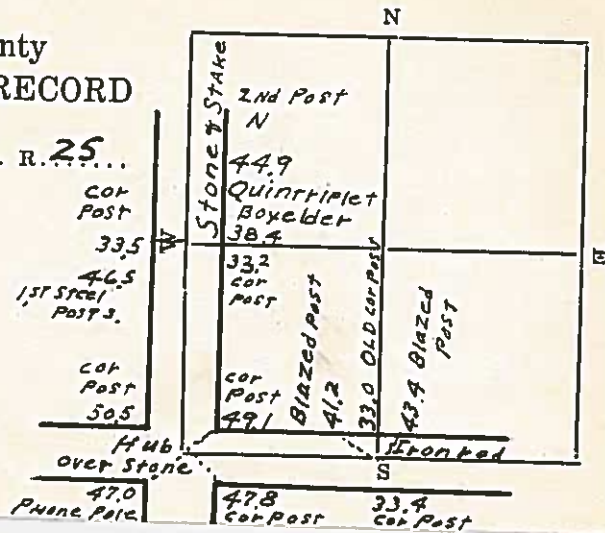 nty
RECORD
R. 25
N
2nd Post
N
Stone & Stake
44.9
Quintriplet
Boxelder
38.4
cor
Post
33.5
W
E
46.5
1st Steel
Post S.
33.2
cor
Post
Blazed Post
41.2
33.0 OLD cor Post
43.4 Blazed
Post
cor
Post
50.5
cor
Post
49.1
Hub
over Stone
Iron rod
S
47.0
Phone Pole
47.8
cor Post
33.4
cor Post